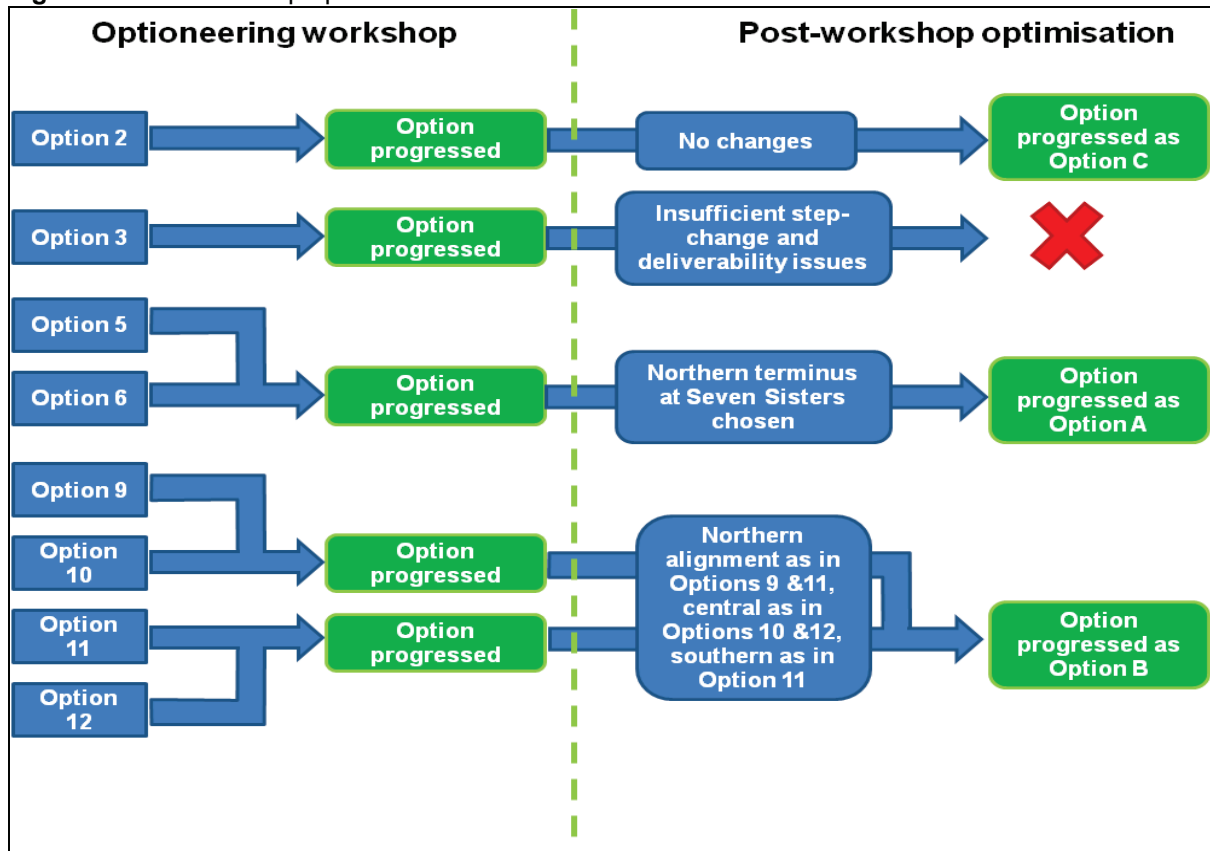 Optioneering workshop
Post-workshop optimisation
Option 2
Option
progressed
No changes
Option
progressed as
Option C
Option 3
Option
progressed
Insufficient step-
change and
deliverability issues
Option 5
Option 6
Option
progressed
Northern terminus
at Seven Sisters
chosen
Option
progressed as
Option A
Option 9
Option
10
Option
progressed
Option
11
Option
12
Option
progressed
Northern
alignment as in
Options 9 &11,
central as in
Options 10 &12,
southern as in
Option 11
Option
progressed as
Option B